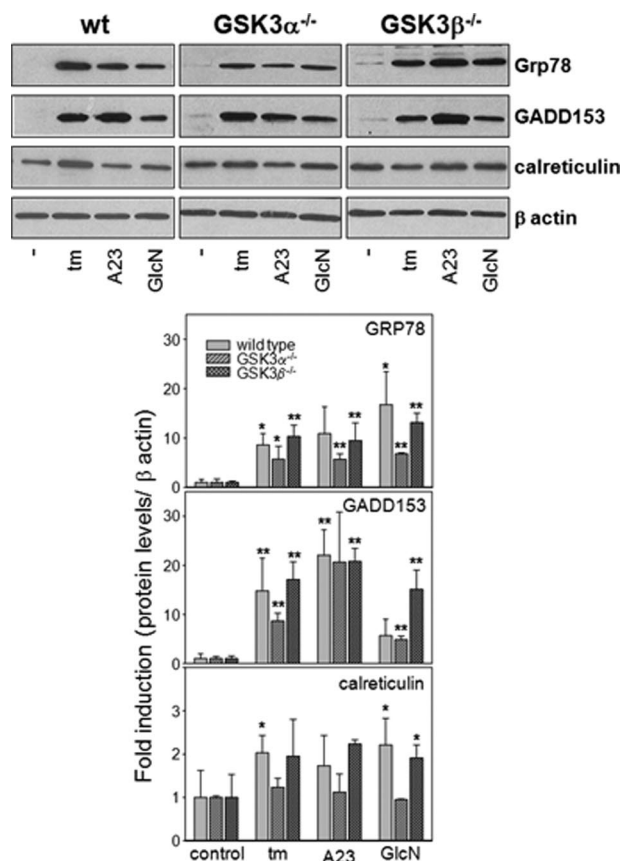 wt GSK3α-/- GSK3β-/-
Grp78
GADD153
calreticulin
β actin
- tm A23 GlcN - tm A23 GlcN - tm A23 GlcN
Fold induction (protein levels/ β actin)
GRP78
30
20
10
0
wild type
GSK3α-/-
GSK3β-/-
* * ** ** ** * ** **
GADD153
30
20
10
0
** ** ** ** ** ** **
calreticulin
3
2
1
0
* * *
control tm A23 GlcN